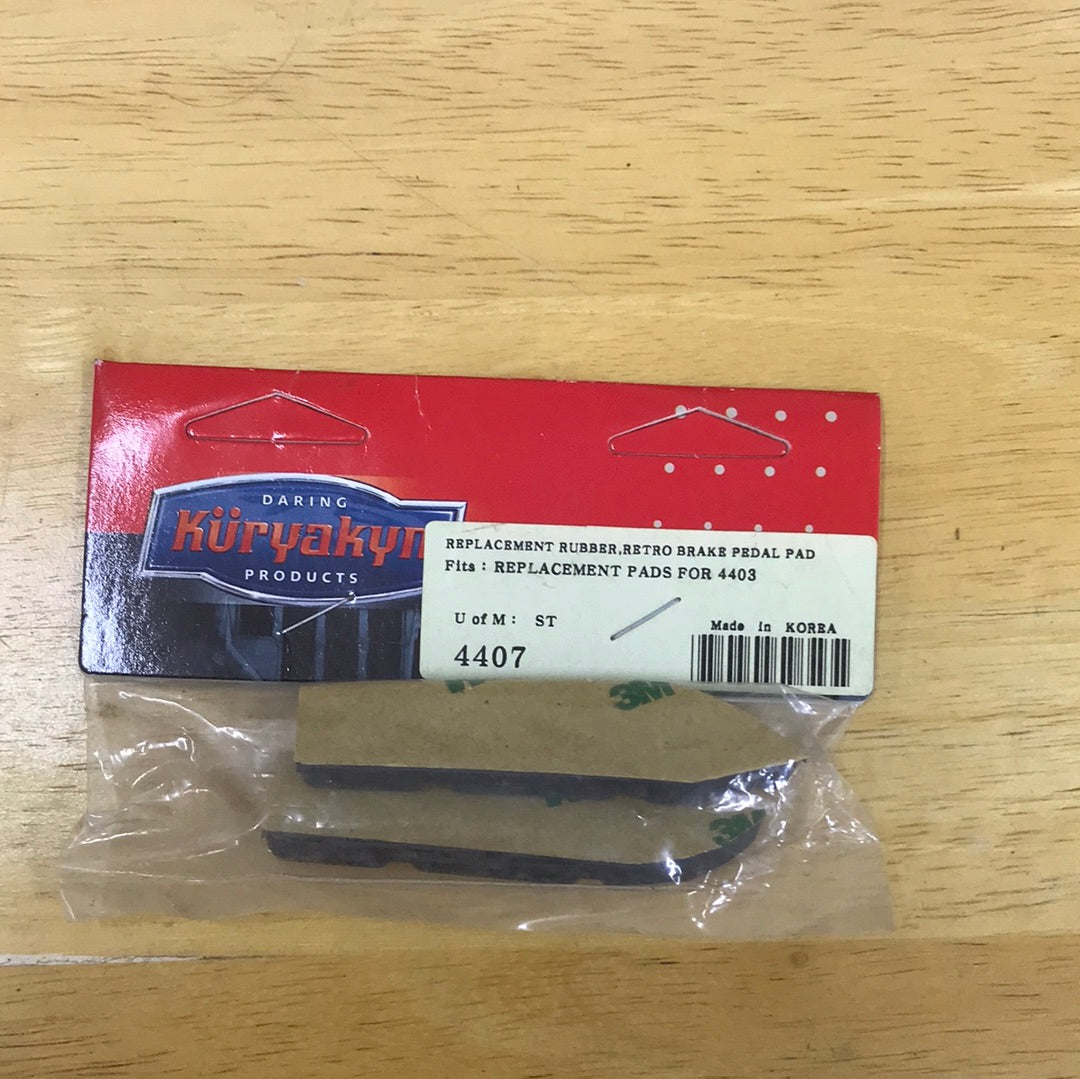 DARING
Küryakyn
PRODUCTS
REPLACEMENT RUBBER,RETRO BRAKE PEDAL PAD
Fits : REPLACEMENT PADS FOR 4403
U of M : ST
Made in KOREA
4407
3M
3M